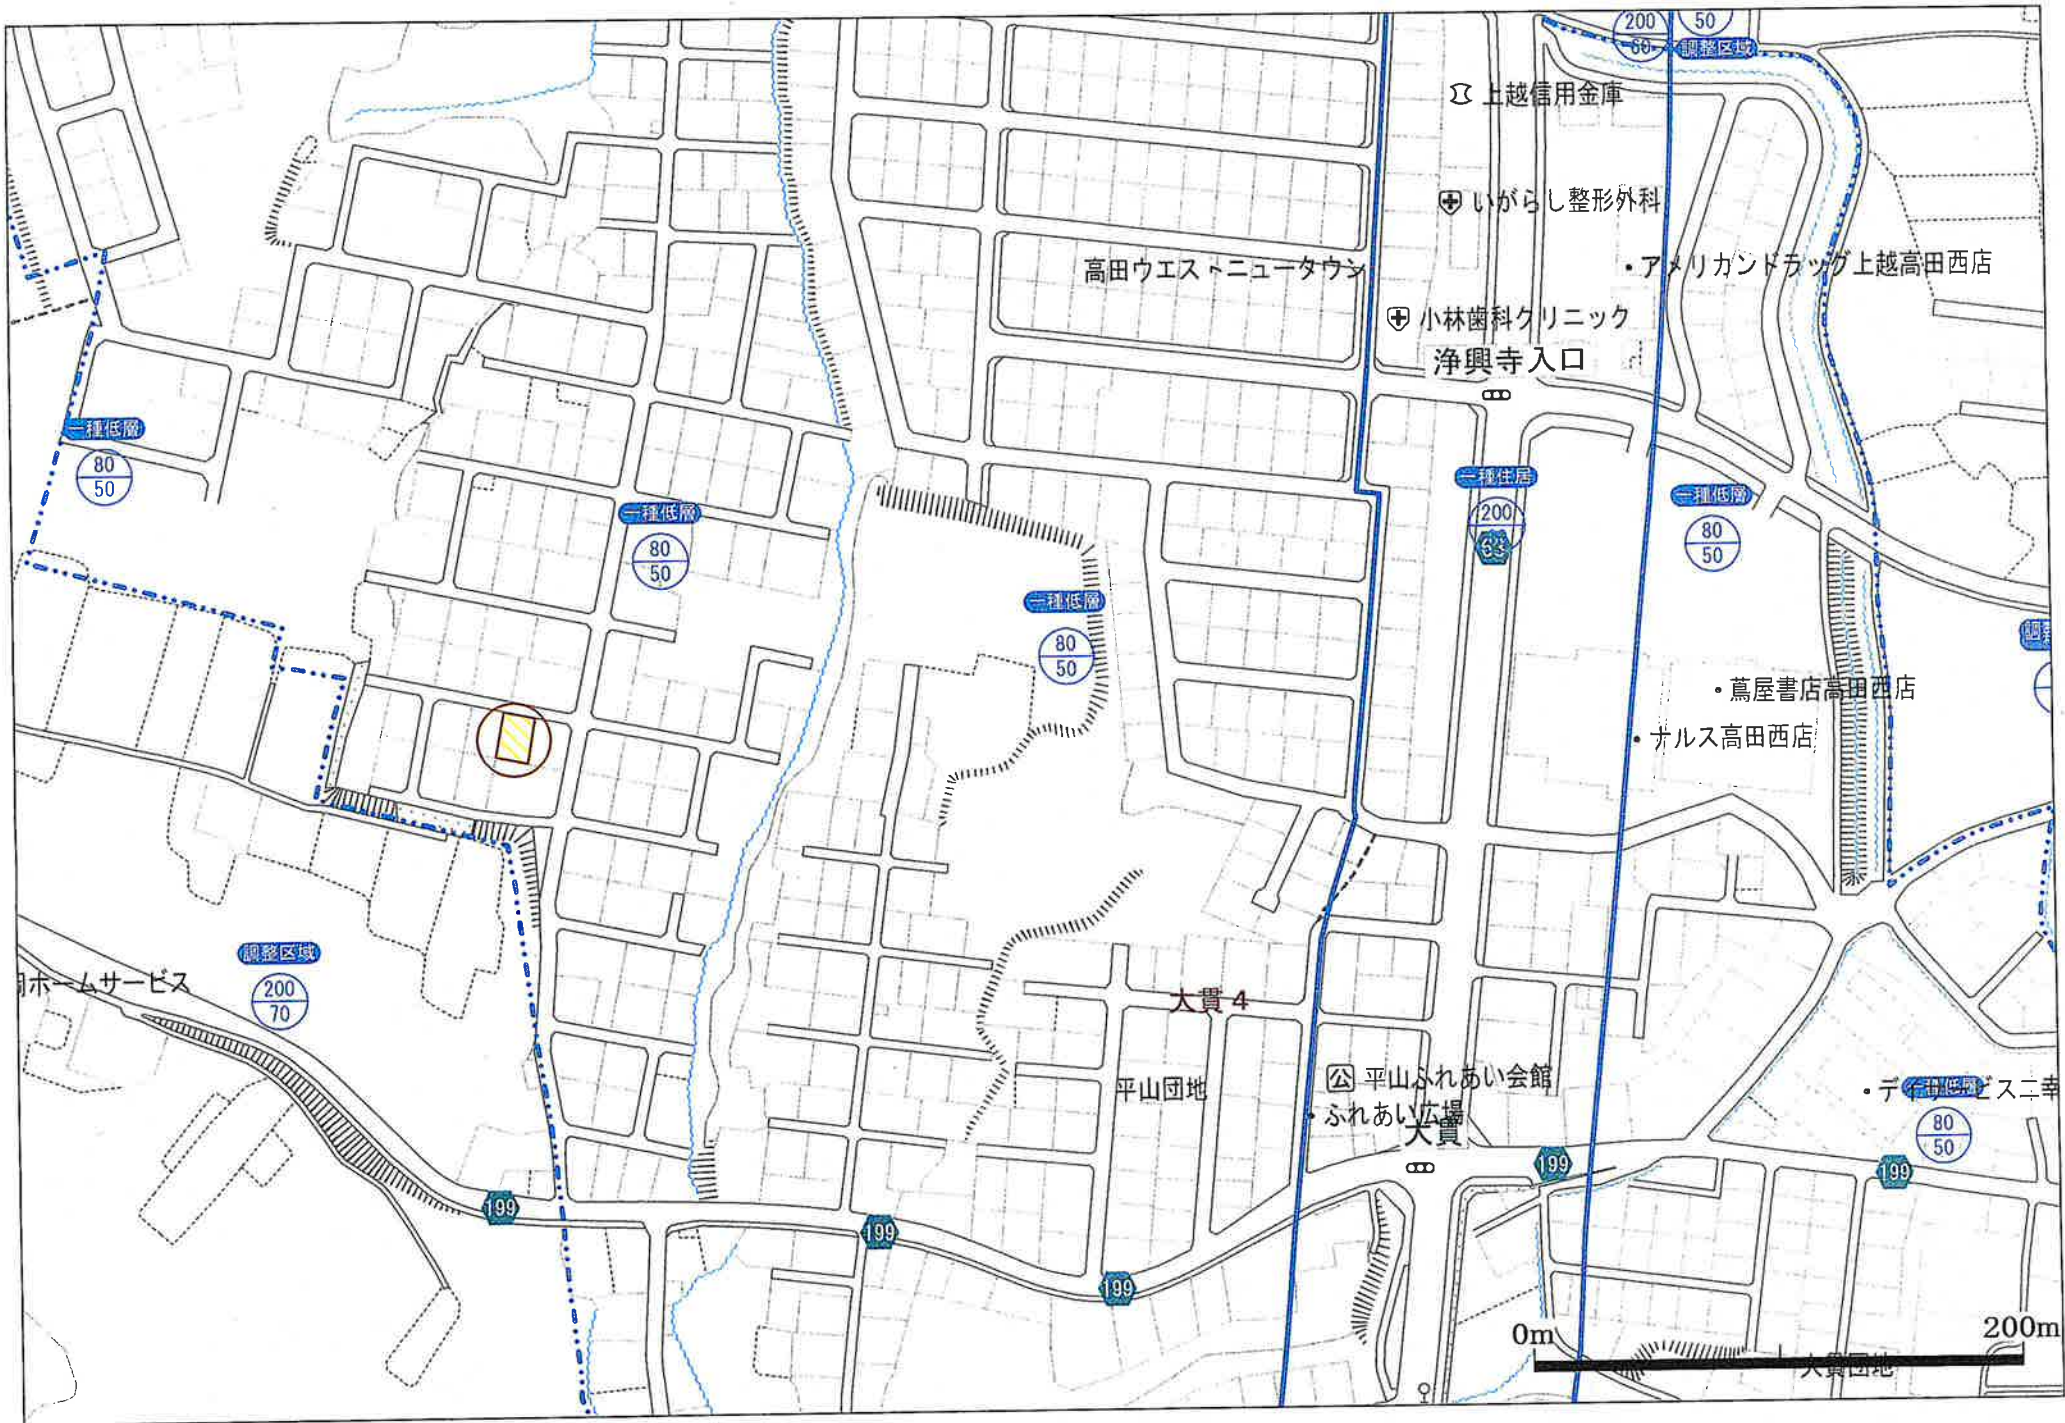 200
60
50
調整区域
上越信用金庫
いがらし整形外科
・アメリカンドラッグ上越高田西店
高田ウエストニュータウン
小林歯科クリニック
浄興寺入口
一種低層
80
50
一種低層
80
50
一種低層
80
50
一種住居
200
一種低層
80
50
・蔦屋書店高田西店
・ナルス高田西店
調整区域
200
70
ホームサービス
大貫4
平山団地
公 平山ふれあい会館
・ふれあい広場
大貫
80
50
199
199
199
199
199
0m
200m
大貫団地